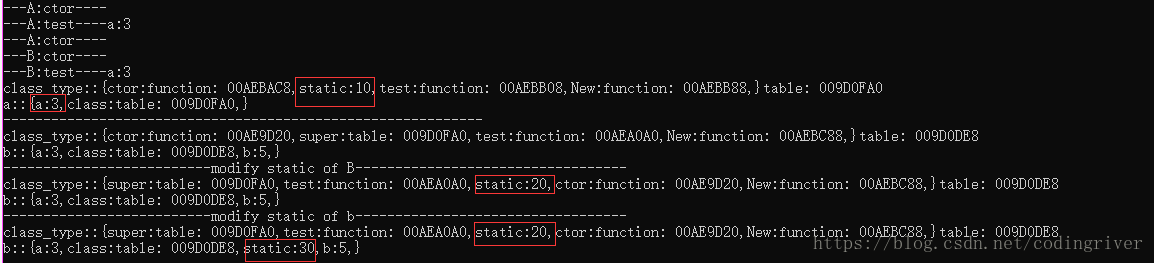 ---A:ctor----
---A:test----a:3
---A:ctor----
---B:ctor----
---B:test----a:3
class_type::{ctor:function: 00AEBAC8,static:10,test:function: 00AEBB08,New:function: 00AEBB88,}table: 009D0FA0
a::{a:3,class:table: 009D0FA0,}
----------------------------------------------------------
class_type::{ctor:function: 00AE9D20,super:table: 009D0FA0,test:function: 00AEA0A0,New:function: 00AEBC88,}table: 009D0DE8
b::{a:3,class:table: 009D0DE8,b:5,}
-------------------------modify static of B---------------------------------
class_type::{super:table: 009D0FA0,test:function: 00AEA0A0,static:20,ctor:function: 00AE9D20,New:function: 00AEBC88,}table: 009D0DE8
b::{a:3,class:table: 009D0DE8,b:5,}
-------------------------modify static of b---------------------------------
class_type::{super:table: 009D0FA0,test:function: 00AEA0A0,static:20,ctor:function: 00AE9D20,New:function: 00AEBC88,}table: 009D0DE8
b::{a:3,class:table: 009D0DE8,static:30,b:5,}
https://blog.csdn.net/codingriver